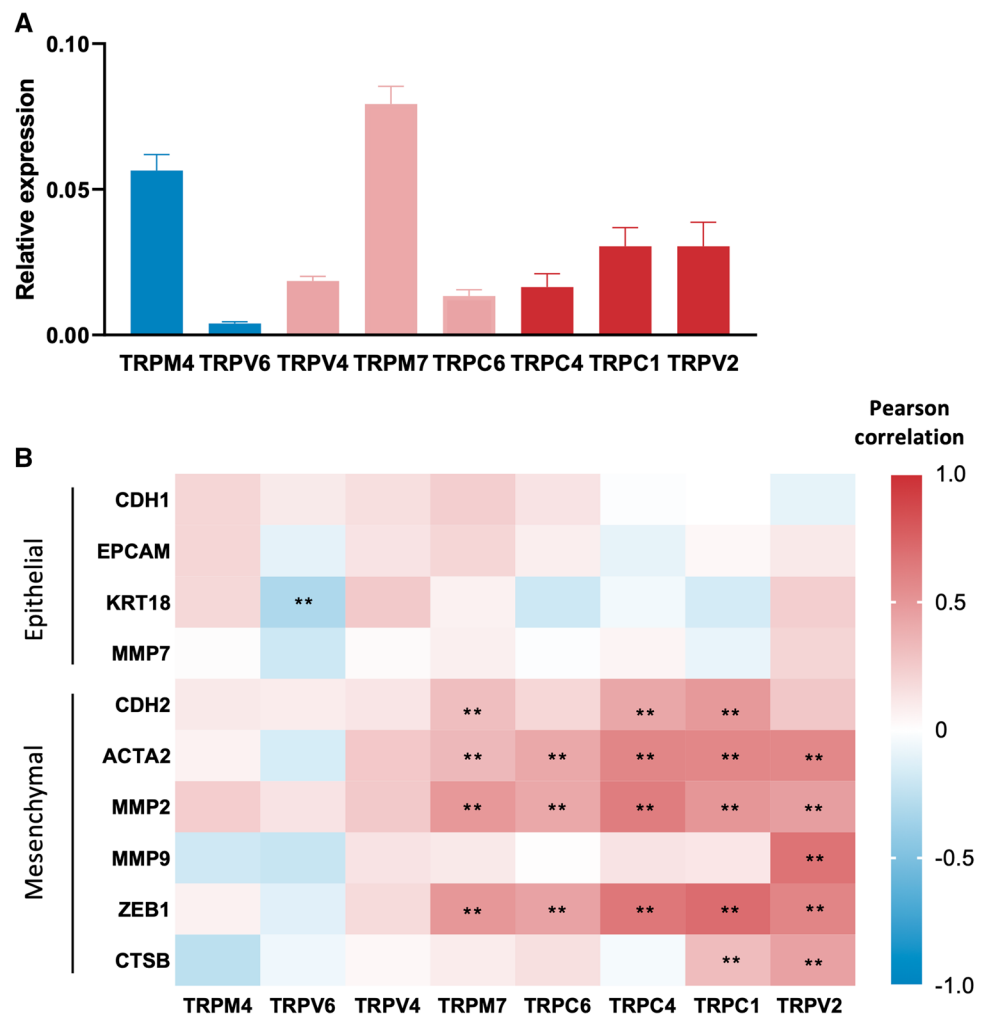 A
Relative expression
0.10
0.05
0.00
TRPM4 TRPV6 TRPV4 TRPM7 TRPC6 TRPC4 TRPC1 TRPV2
B
Pearson
correlation
Epithelial
CDH1
EPCAM
KRT18 **
MMP7
Mesenchymal
CDH2 ** ** **
ACTA2 ** ** ** ** **
MMP2 ** ** ** ** **
MMP9 **
ZEB1 ** ** ** ** **
CTSB ** **
TRPM4 TRPV6 TRPV4 TRPM7 TRPC6 TRPC4 TRPC1 TRPV2
1.0
0.5
0
-0.5
-1.0